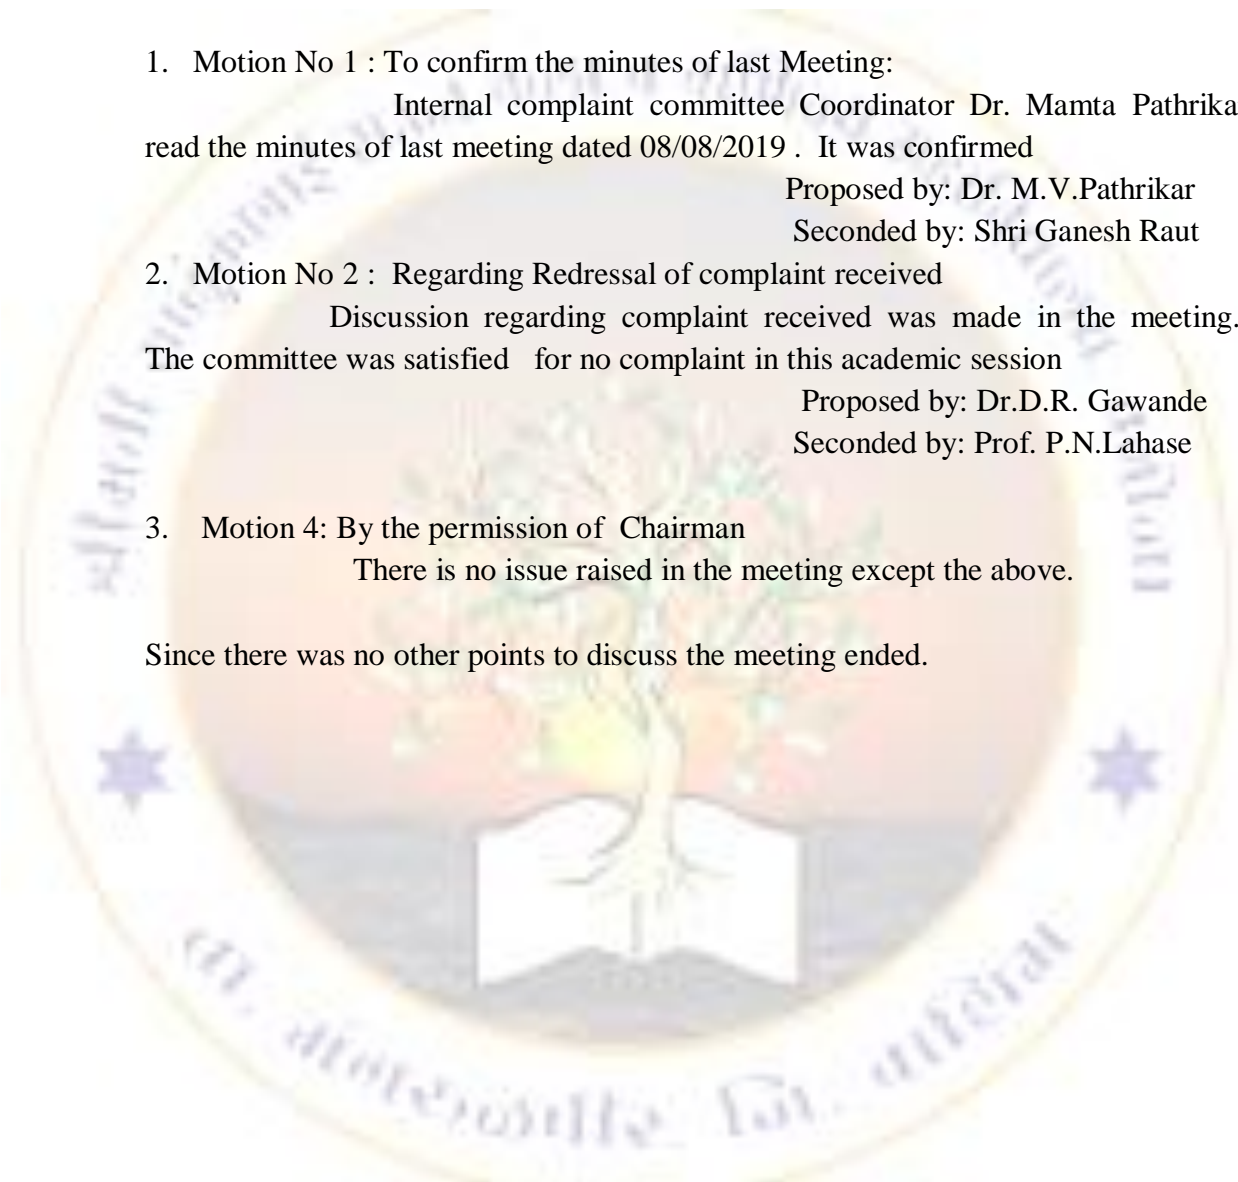 1. Motion No 1 : To confirm the minutes of last Meeting:
Internal complaint committee Coordinator Dr. Mamta Pathrika
read the minutes of last meeting dated 08/08/2019 . It was confirmed
Proposed by: Dr. M.V.Pathrikar
Seconded by: Shri Ganesh Raut
2. Motion No 2 : Regarding Redressal of complaint received
Discussion regarding complaint received was made in the meeting.
The committee was satisfied for no complaint in this academic session
Proposed by: Dr.D.R. Gawande
Seconded by: Prof. P.N.Lahase
3. Motion 4: By the permission of Chairman
There is no issue raised in the meeting except the above.
Since there was no other points to discuss the meeting ended.